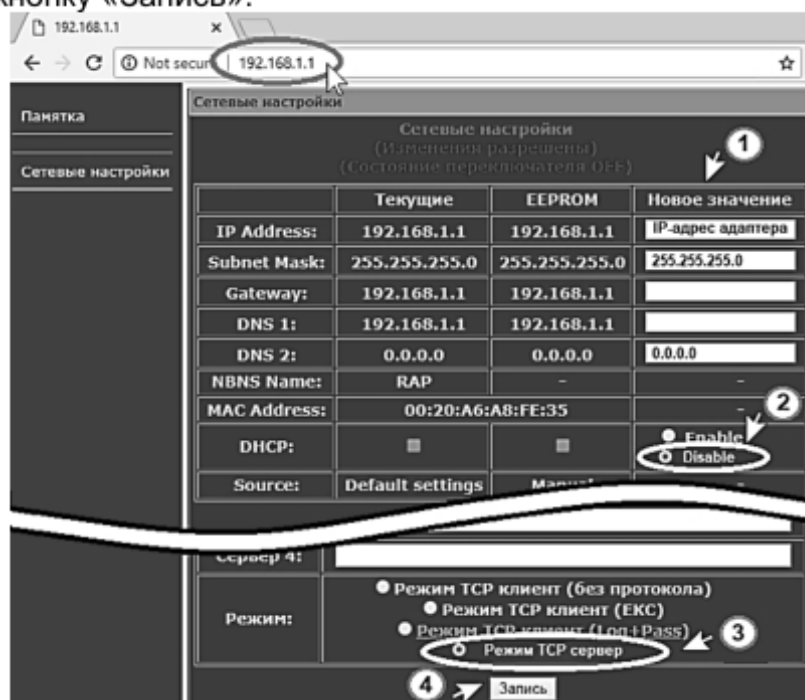 кнопку «Запись».
192.168.1.1
Not secur 192.168.1.1
Памятка
Сетевые настройки
Сетевые настройки
Сетевые настройки
(Изменения разрешены)
(Состояние переключателя OFF)
1
Текущие EEPROM Новое значение
IP Address: 192.168.1.1 192.168.1.1 IP-адрес адаптера
Subnet Mask: 255.255.255.0 255.255.255.0 255.255.255.0
Gateway: 192.168.1.1 192.168.1.1
DNS 1: 192.168.1.1 192.168.1.1
DNS 2: 0.0.0.0 0.0.0.0 0.0.0.0
NBNS Name: RAP - -
MAC Address: 00:20:A6:A8:FE:35 -
2
DHCP: Enable
Disable
Source: Default settings Manual -
Сервер 4:
Режим: Режим TCP клиент (без протокола)
Режим TCP клиент (ЕКС)
Режим TCP клиент (Log+Pass)
Режим TCP сервер
3
4 Запись